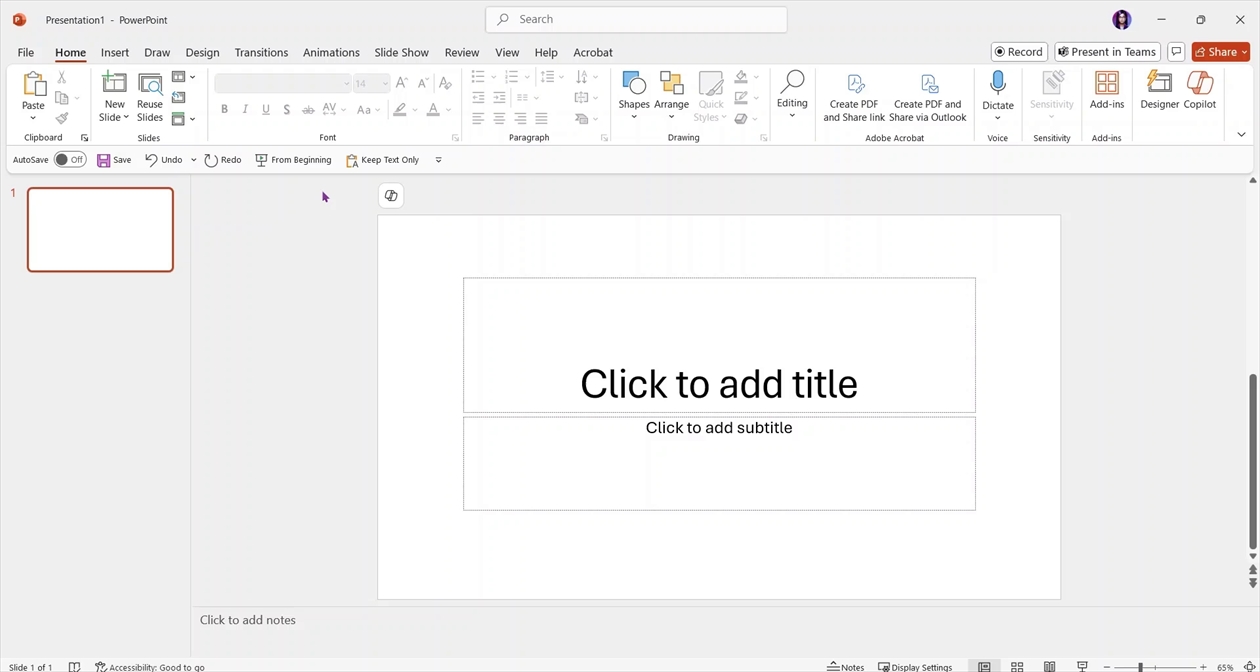 Presentation1 - PowerPoint
Search
File Home Insert Draw Design Transitions Animations Slide Show Review View Help Acrobat
Record Present in Teams Share
Paste
New Slide
Reuse Slides
14
B I U S ab AV Aa A
Shapes Arrange Quick Styles
Editing
Create PDF and Share link
Create PDF and Share via Outlook
Dictate
Sensitivity
Add-ins
Designer
Copilot
Clipboard Slides Font Paragraph Drawing Adobe Acrobat Voice Sensitivity Add-ins
AutoSave Off Save Undo Redo From Beginning Keep Text Only
1
Click to add title
Click to add subtitle
Click to add notes
Slide 1 of 1 Accessibility: Good to go Notes Display Settings 65%